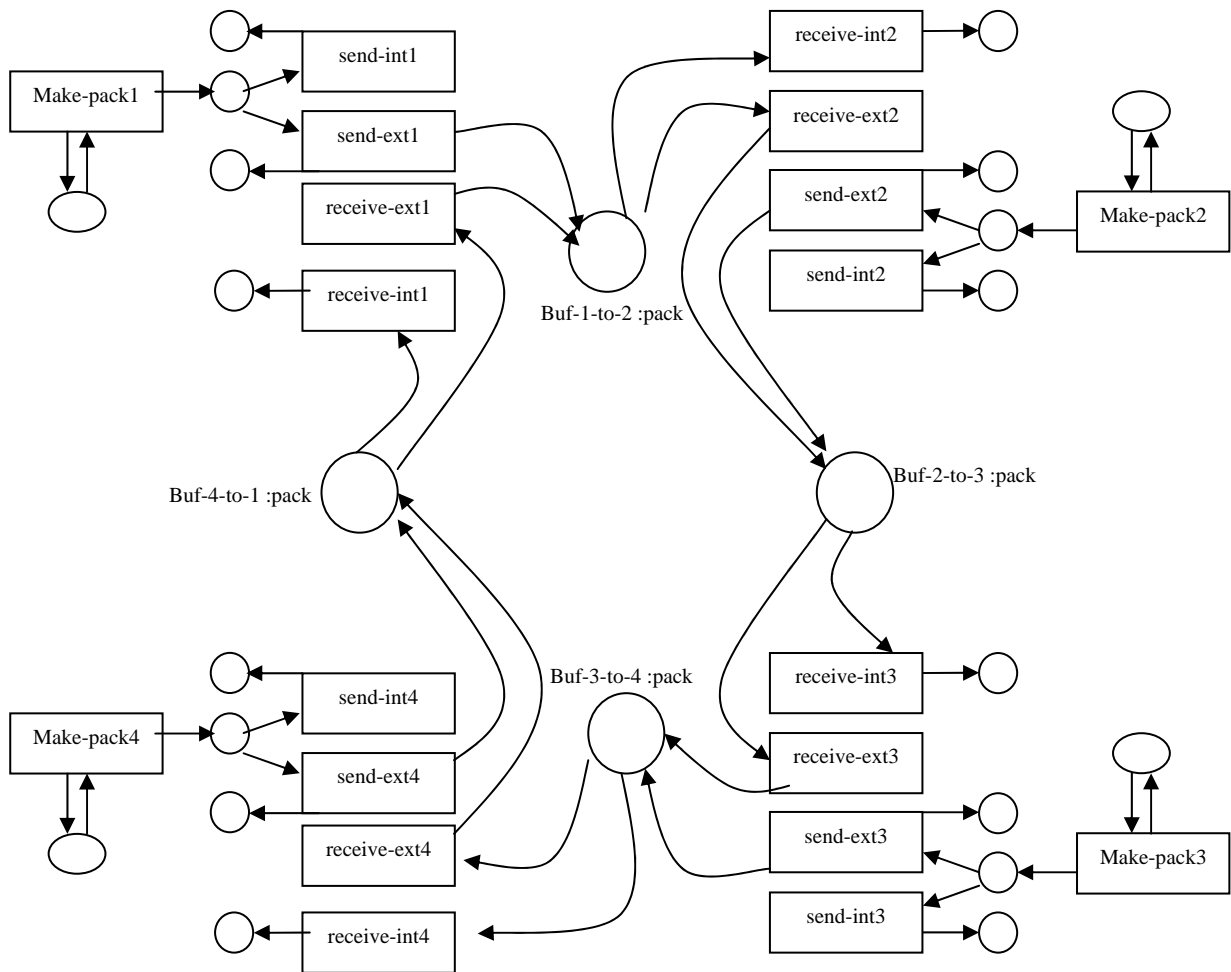 receive-int2
send-int1
Make-pack1
receive-ext2
send-ext1
send-ext2
receive-ext1
Make-pack2
send-int2
receive-int1
Buf-1-to-2 :pack
Buf-4-to-1 :pack
Buf-2-to-3 :pack
Buf-3-to-4 :pack
receive-int3
send-int4
Make-pack4
receive-ext3
send-ext4
send-ext3
receive-ext4
Make-pack3
send-int3
receive-int4